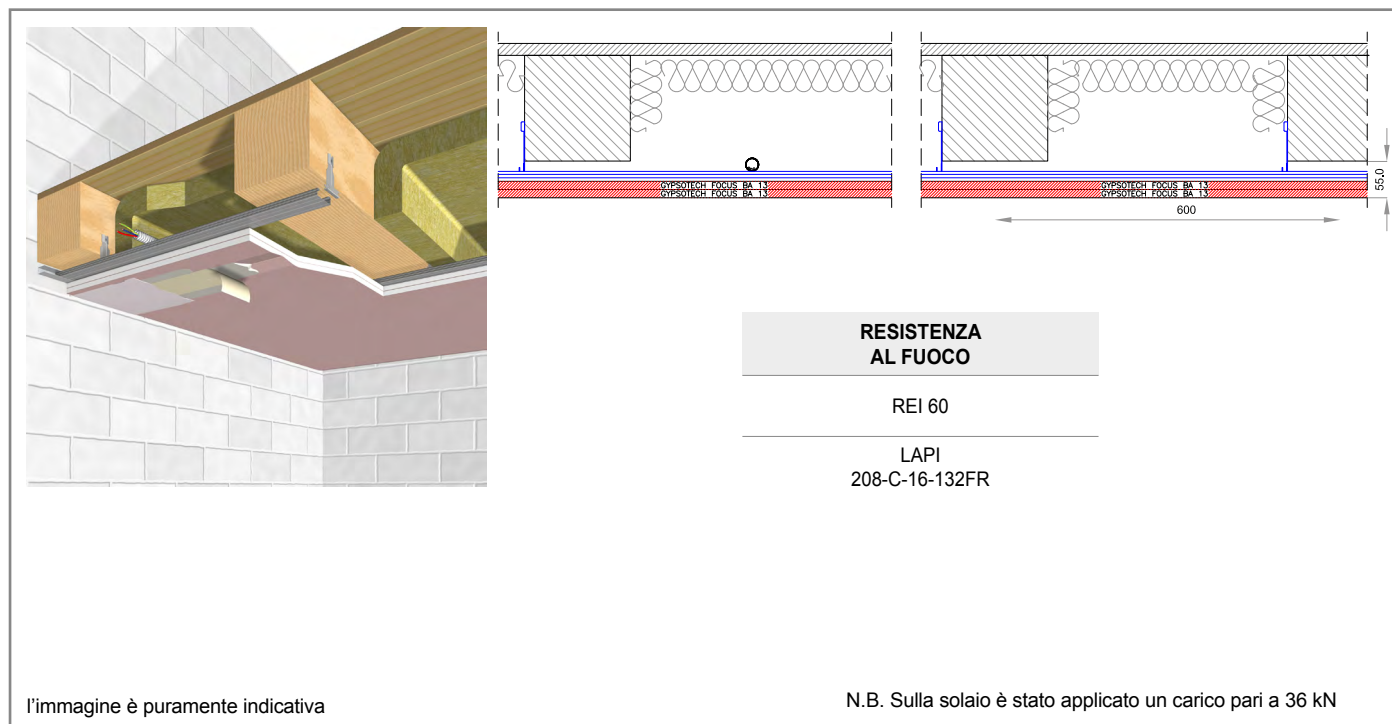 GYPSOTECH FOCUS BA 13
GYPSOTECH FOCUS BA 13
GYPSOTECH FOCUS BA 13
GYPSOTECH FOCUS BA 13
55.0
600
RESISTENZA
AL FUOCO
REI 60
LAPI
208-C-16-132FR
l'immagine è puramente indicativa
N.B. Sulla solaio è stato applicato un carico pari a 36 kN